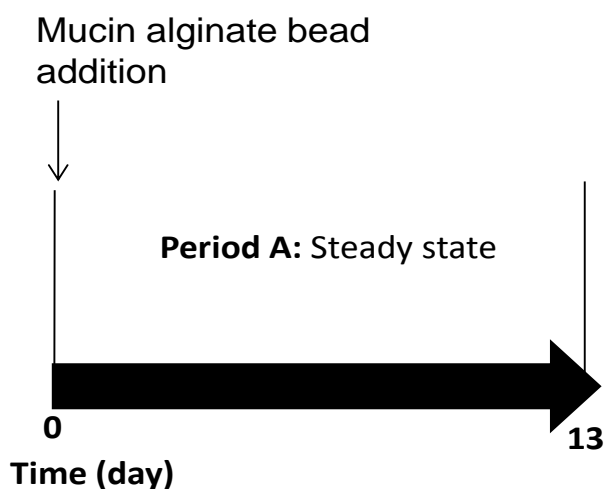 Mucin alginate bead
addition
Period A: Steady state
0
13
Time (day)